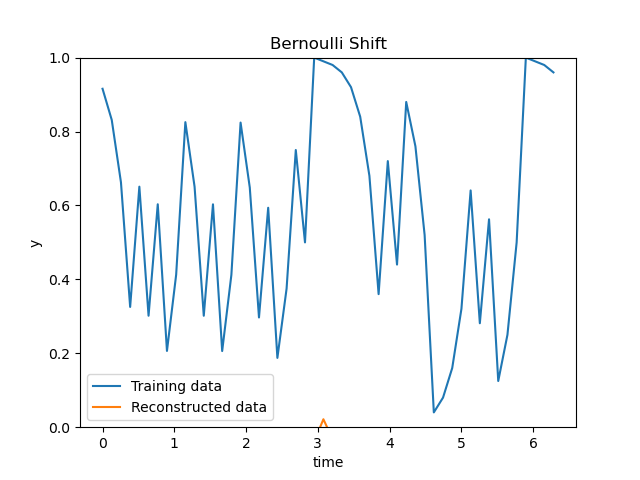 Bernoulli Shift
1.0
0.8
0.6
0.4
0.2
0.0
y
Training data
Reconstructed data
0 1 2 3 4 5 6
time